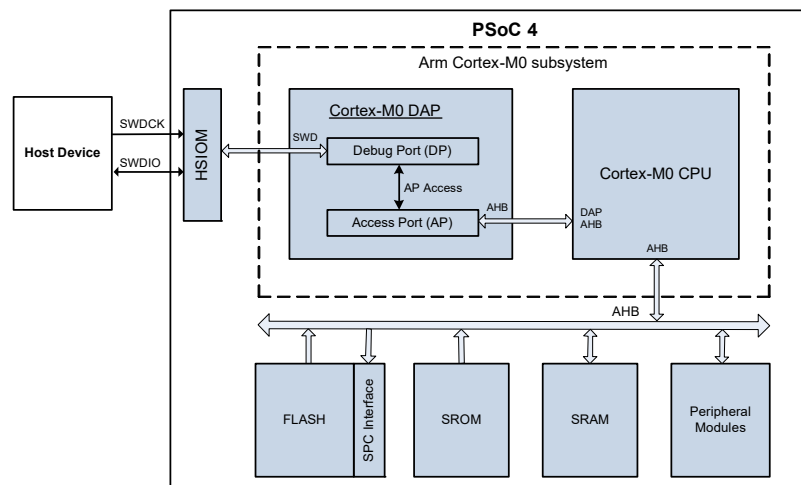 PSoC 4
Arm Cortex-M0 subsystem
Host Device
SWDCK
SWDIO
HSIOM
SWD
Cortex-M0 DAP
Debug Port (DP)
AP Access
Access Port (AP)
AHB
DAP
AHB
Cortex-M0 CPU
AHB
AHB
FLASH
SPC Interface
SROM
SRAM
Peripheral
Modules